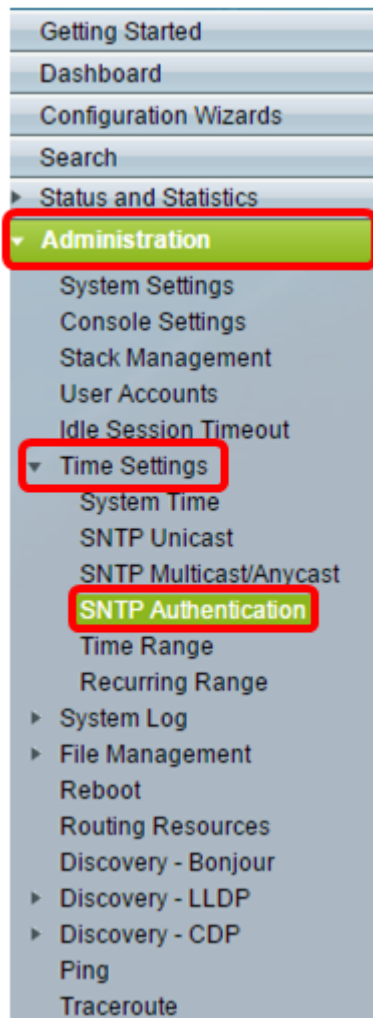 Getting Started
Dashboard
Configuration Wizards
Search
Status and Statistics
Administration
System Settings
Console Settings
Stack Management
User Accounts
Idle Session Timeout
Time Settings
System Time
SNTP Unicast
SNTP Multicast/Anycast
SNTP Authentication
Time Range
Recurring Range
System Log
File Management
Reboot
Routing Resources
Discovery - Bonjour
Discovery - LLDP
Discovery - CDP
Ping
Traceroute